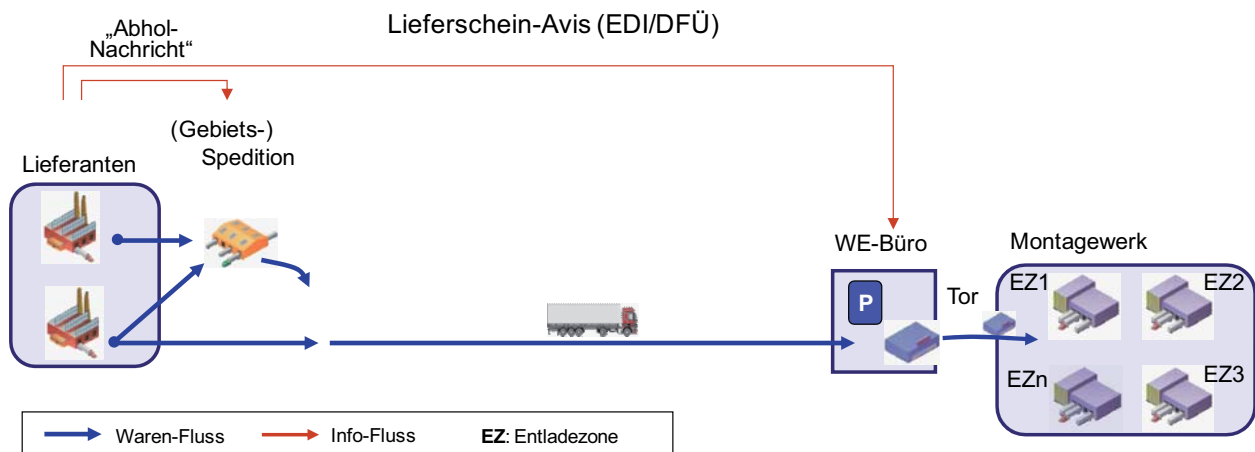 „Abhol-
Nachricht“
Lieferschein-Avis (EDI/DFÜ)
(Gebiets-)
Spedition
Lieferanten
WE-Büro
Montagewerk
P
Tor
EZ1
EZ2
EZn
EZ3
Waren-Fluss
Info-Fluss
EZ: Entladezone